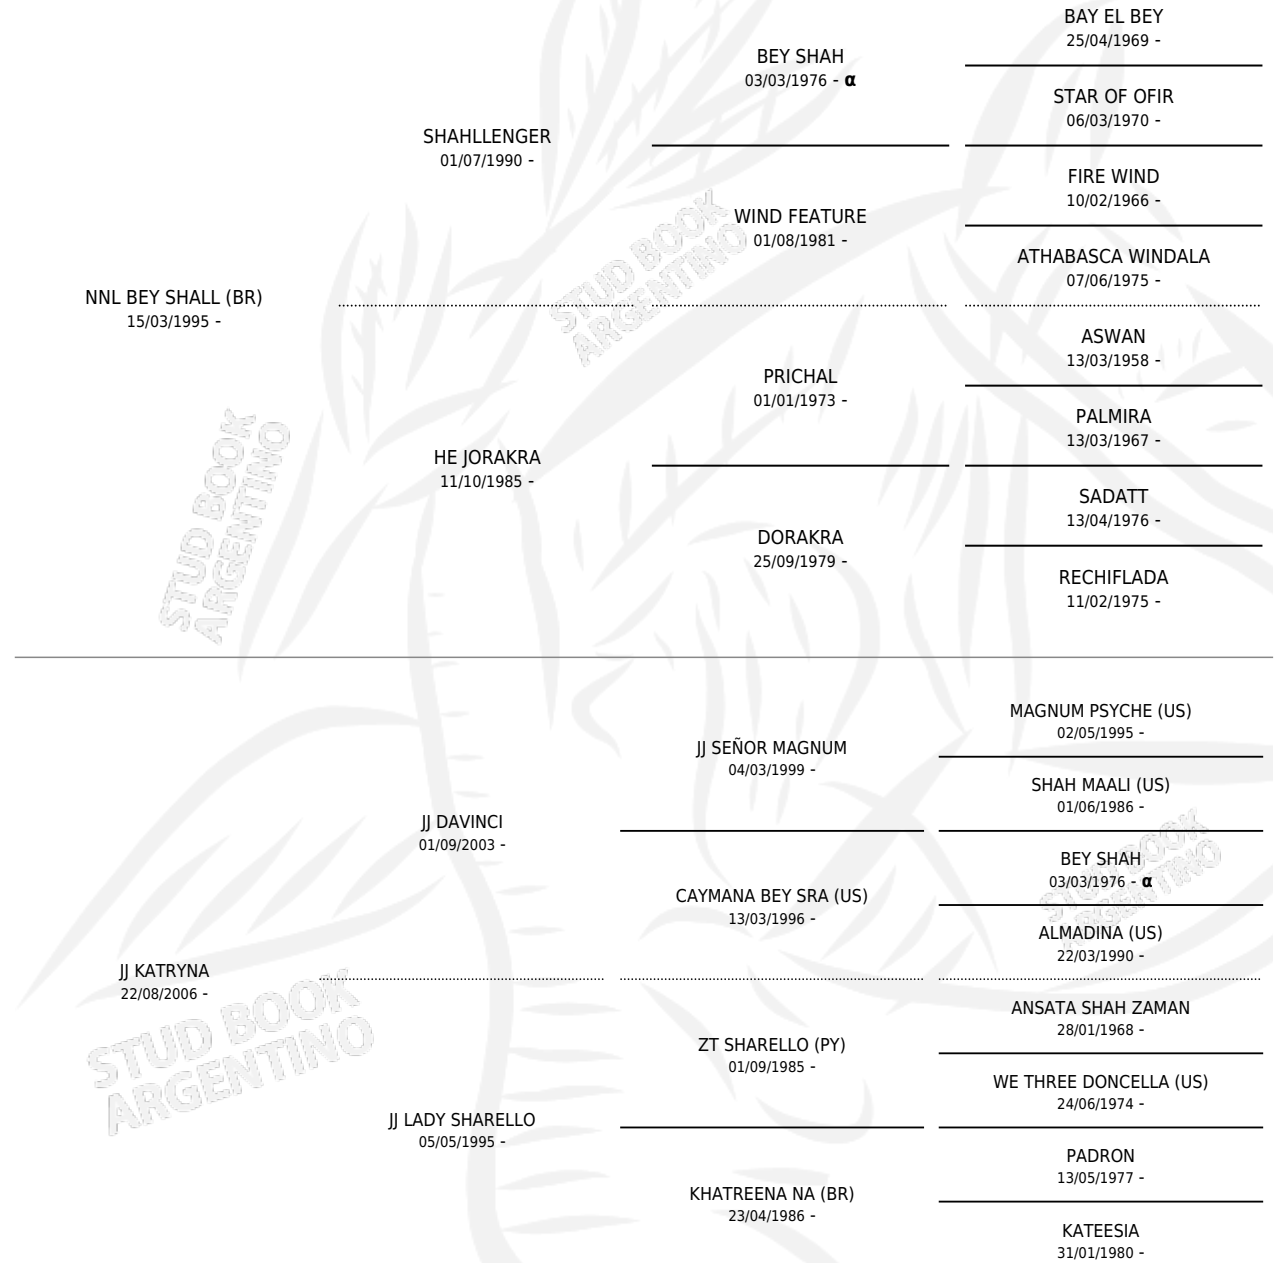 BAY EL BEY
25/04/1969 -
BEY SHAH
03/03/1976 - α
STAR OF OFIR
06/03/1970 -
SHAHLLENGER
01/07/1990 -
FIRE WIND
10/02/1966 -
WIND FEATURE
01/08/1981 -
ATHABASCA WINDALA
07/06/1975 -
NNL BEY SHALL (BR)
15/03/1995 -
STUD BOOK
ARGENTINO
ASWAN
13/03/1958 -
PRICHAL
01/01/1973 -
PALMIRA
13/03/1967 -
HE JORAKRA
11/10/1985 -
SADATT
13/04/1976 -
DORAKRA
25/09/1979 -
RECHIFLADA
11/02/1975 -
STUD BOOK
ARGENTINO
MAGNUM PSYCHE (US)
02/05/1995 -
JJ SEÑOR MAGNUM
04/03/1999 -
SHAH MAALI (US)
01/06/1986 -
JJ DAVINCI
01/09/2003 -
BEY SHAH
03/03/1976 - α
CAYMANA BEY SRA (US)
13/03/1996 -
ALMADINA (US)
22/03/1990 -
STUD BOOK
ARGENTINO
JJ KATRYNA
22/08/2006 -
STUD BOOK
ARGENTINO
ANSATA SHAH ZAMAN
28/01/1968 -
ZT SHARELLO (PY)
01/09/1985 -
WE THREE DONCELLA (US)
24/06/1974 -
JJ LADY SHARELLO
05/05/1995 -
PADRON
13/05/1977 -
KHATREENA NA (BR)
23/04/1986 -
KATEESIA
31/01/1980 -